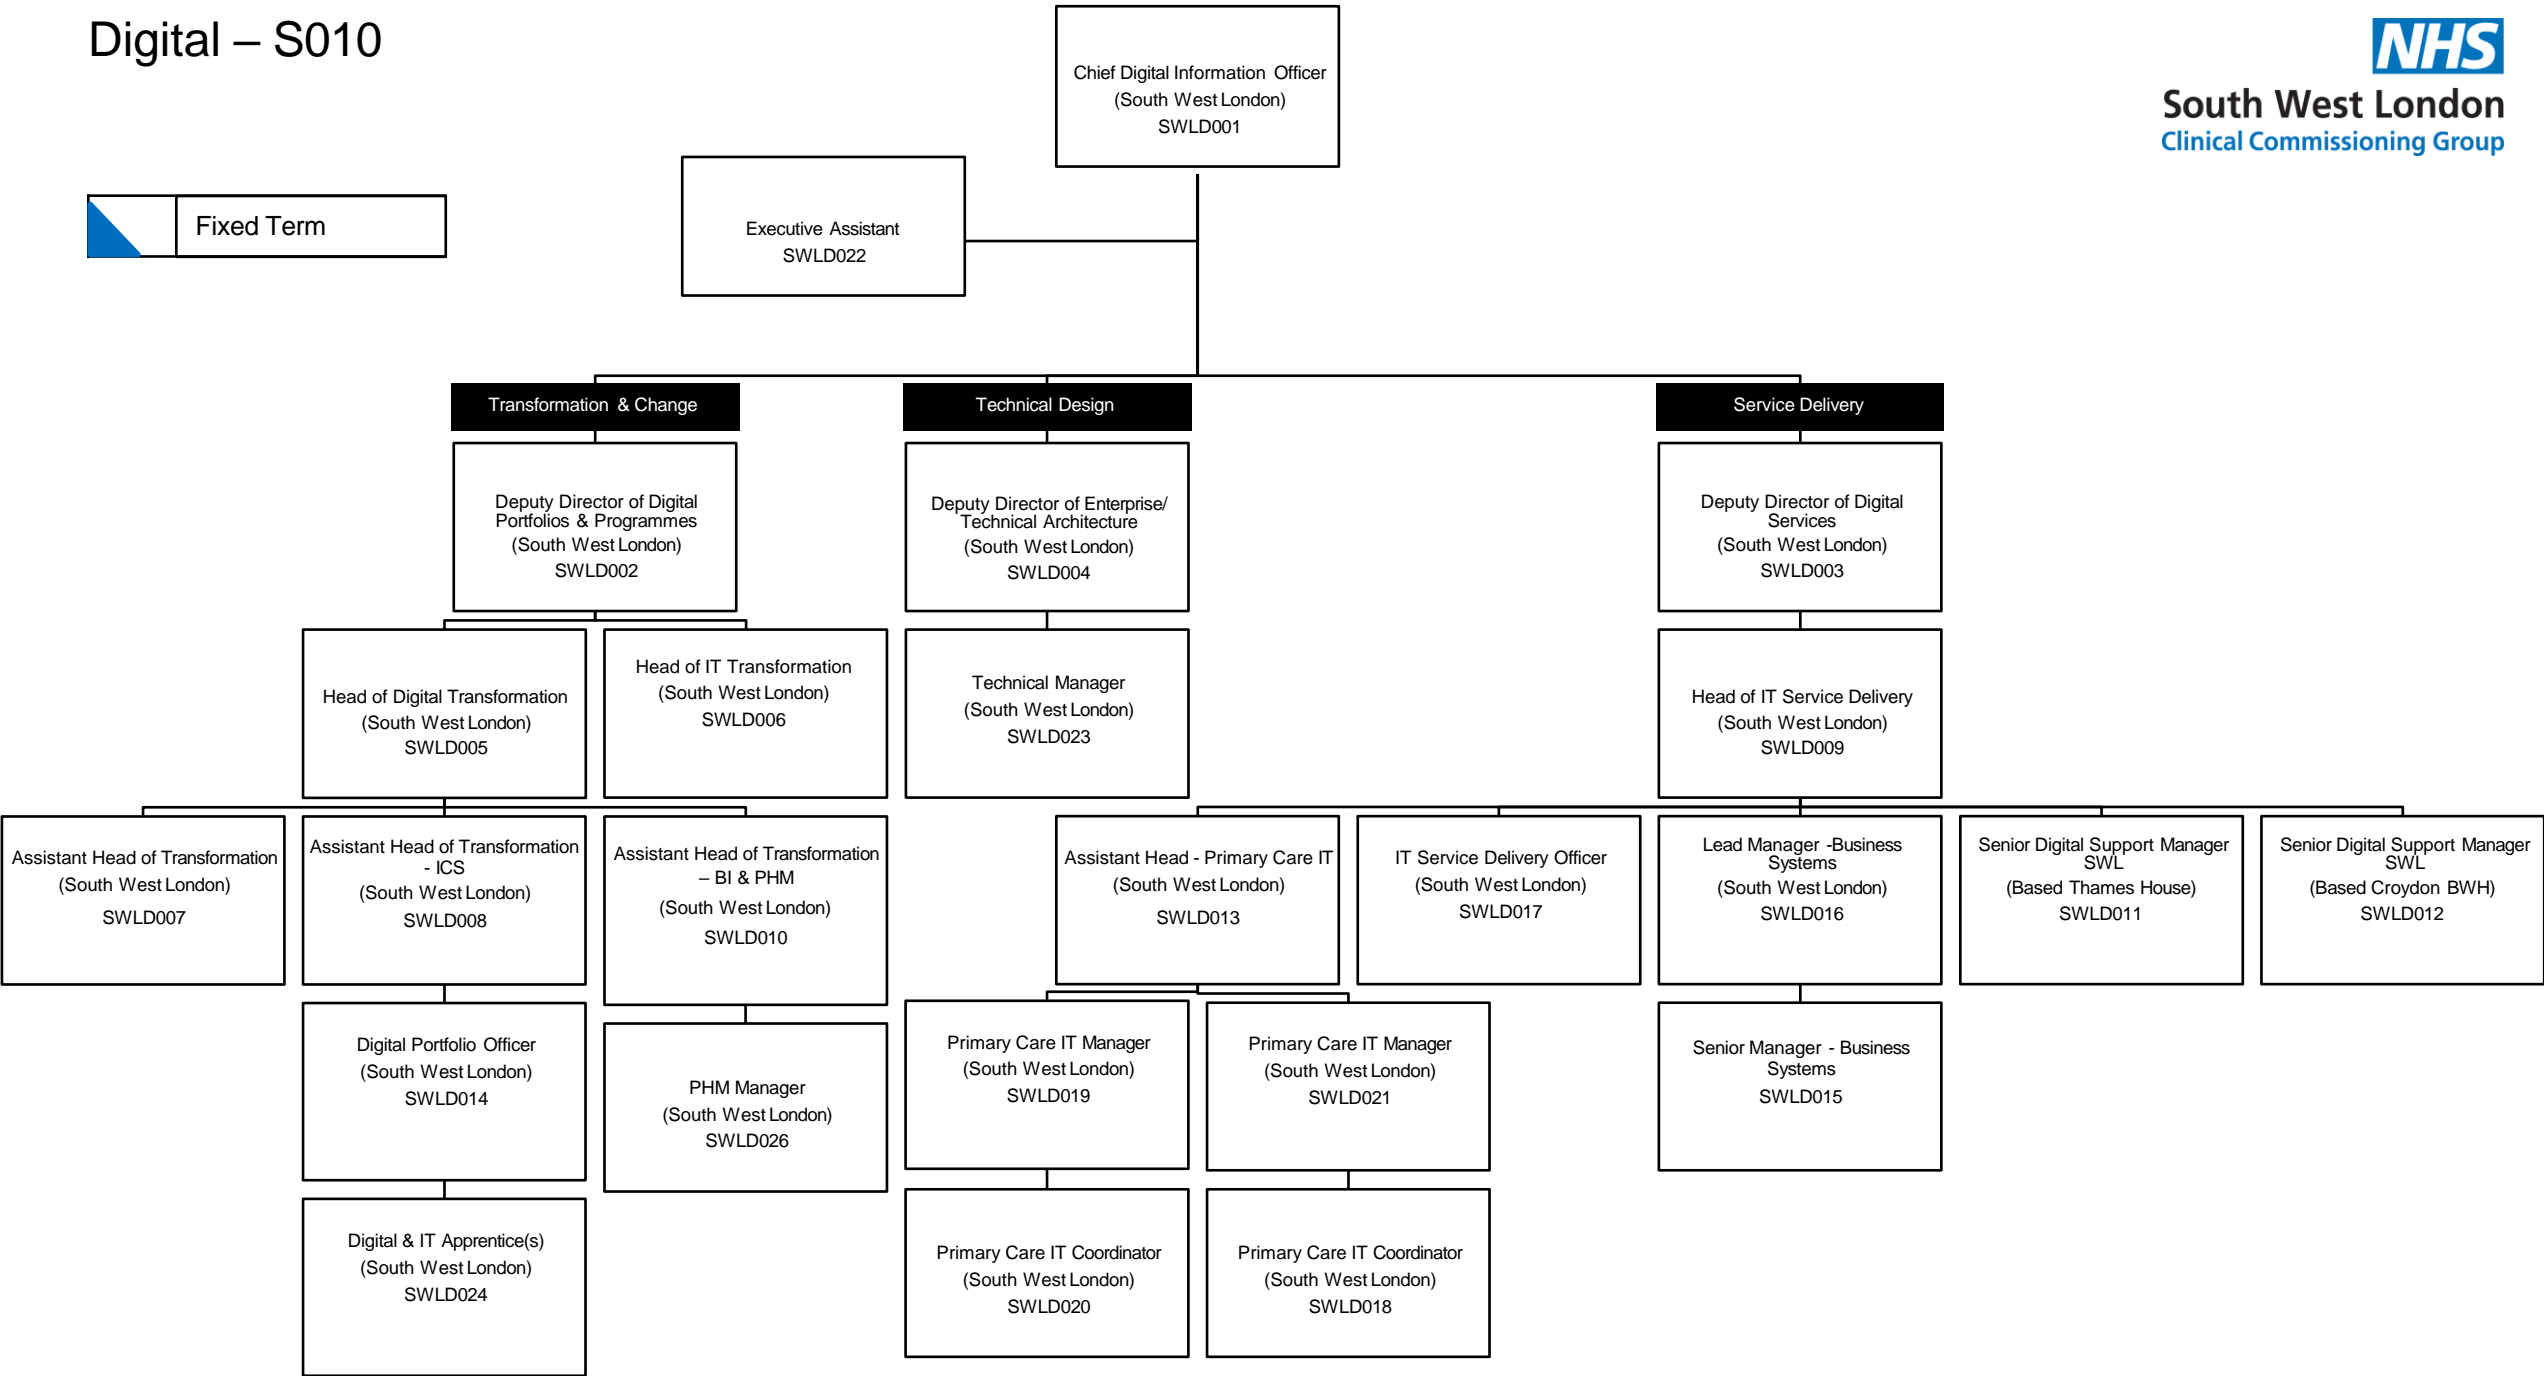 Digital – S010
NHS
South West London
Clinical Commissioning Group
Fixed Term
Chief Digital Information Officer
(South West London)
SWLD001
Executive Assistant
SWLD022
Transformation & Change
Technical Design
Service Delivery
Deputy Director of Digital
Portfolios & Programmes
(South West London)
SWLD002
Deputy Director of Enterprise/
Technical Architecture
(South West London)
SWLD004
Deputy Director of Digital
Services
(South West London)
SWLD003
Head of Digital Transformation
(South West London)
SWLD005
Head of IT Transformation
(South West London)
SWLD006
Technical Manager
(South West London)
SWLD023
Head of IT Service Delivery
(South West London)
SWLD009
Assistant Head of Transformation
(South West London)
SWLD007
Assistant Head of Transformation
- ICS
(South West London)
SWLD008
Assistant Head of Transformation
– BI & PHM
(South West London)
SWLD010
Assistant Head - Primary Care IT
(South West London)
SWLD013
IT Service Delivery Officer
(South West London)
SWLD017
Lead Manager -Business
Systems
(South West London)
SWLD016
Senior Digital Support Manager
SWL
(Based Thames House)
SWLD011
Senior Digital Support Manager
SWL
(Based Croydon BWH)
SWLD012
Digital Portfolio Officer
(South West London)
SWLD014
PHM Manager
(South West London)
SWLD026
Primary Care IT Manager
(South West London)
SWLD019
Primary Care IT Manager
(South West London)
SWLD021
Senior Manager - Business
Systems
SWLD015
Digital & IT Apprentice(s)
(South West London)
SWLD024
Primary Care IT Coordinator
(South West London)
SWLD020
Primary Care IT Coordinator
(South West London)
SWLD018